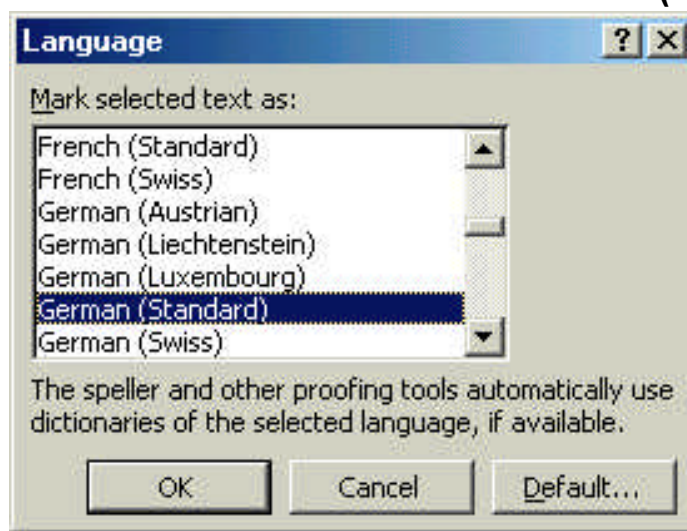 Language
Mark selected text as:
French (Standard)
French (Swiss)
German (Austrian)
German (Liechtenstein)
German (Luxembourg)
German (Standard)
German (Swiss)
The speller and other proofing tools automatically use
dictionaries of the selected language, if available.
OK Cancel Default...